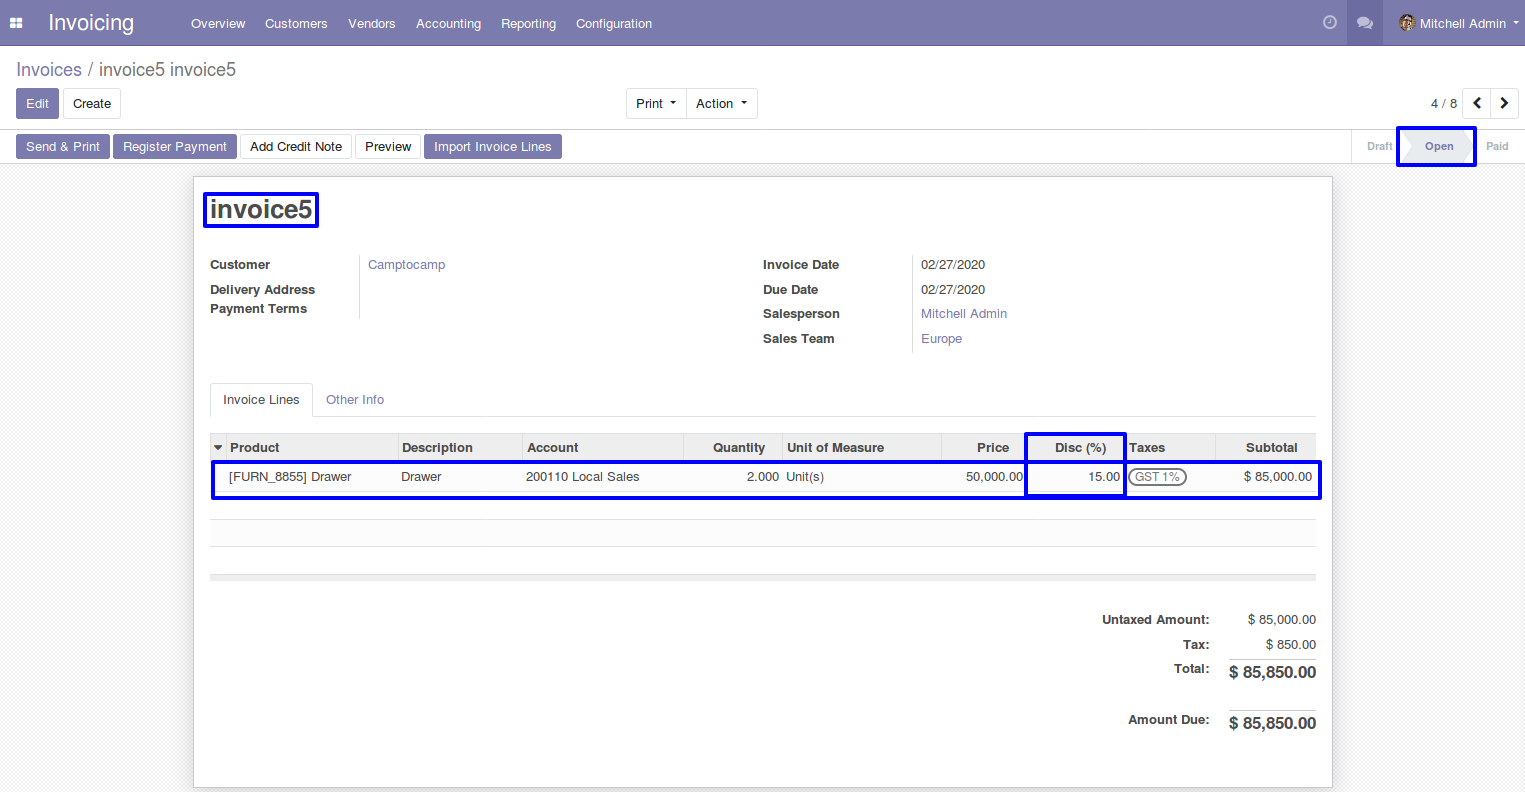 Invoicing Overview Customers Vendors Accounting Reporting Configuration Mitchell Admin
Invoices / invoice5 invoice5
Edit Create Print Action 4 / 8
Send & Print Register Payment Add Credit Note Preview Import Invoice Lines Draft Open Paid
invoice5
Customer Camptocamp Invoice Date 02/27/2020
Delivery Address Due Date 02/27/2020
Payment Terms Salesperson Mitchell Admin
Sales Team Europe
Invoice Lines Other Info
Product Description Account Quantity Unit of Measure Price Disc (%) Taxes Subtotal
[FURN_8855] Drawer Drawer 200110 Local Sales 2.000 Unit(s) 50,000.00 15.00 GST 1% $ 85,000.00
Untaxed Amount: $ 85,000.00
Tax: $ 850.00
Total: $ 85,850.00
Amount Due: $ 85,850.00